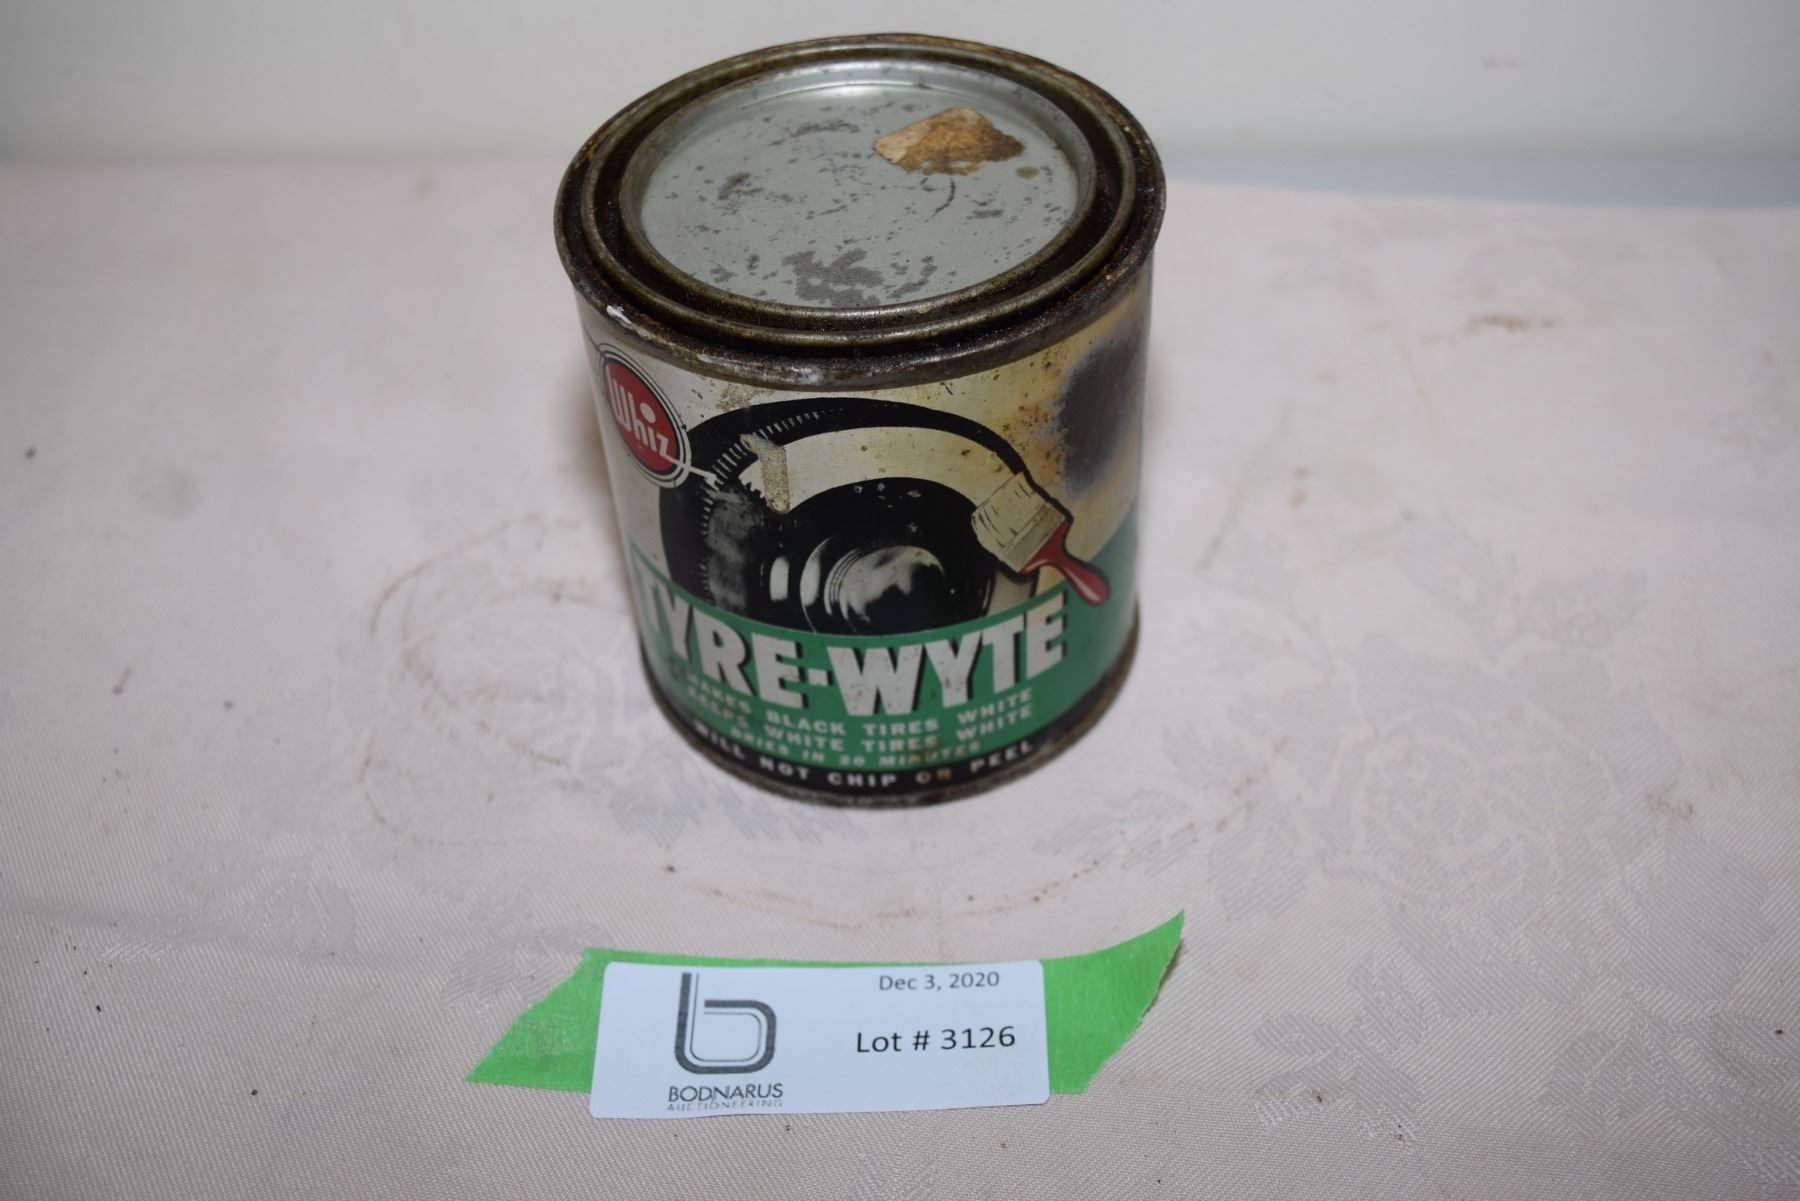 Whiz
TYRE-WYTE
MAKES BLACK TIRES WHITE
KEEPS WHITE TIRES WHITE
DRIES IN 20 MINUTES
WILL NOT CHIP OR PEEL
Dec 3, 2020
Lot # 3126
BODNARUS
AUCTIONEERING